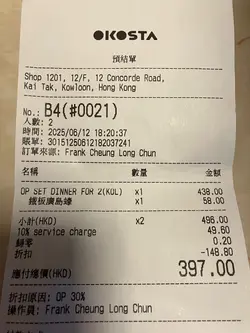 OKOSTA
預結單
Shop 1201, 12/F, 12 Concorde Road,
Kai Tak, Kowloon, Hong Kong
No.: B4(#0021)
人數: 2
時間: 2025/06/12 18:20:37
訂單號: 30151250612182203041241
訂單來源: Frank Cheung Long Chun
名稱 數量 金額
OP SET DINNER FOR 2(KOL) x1 438.00
鐵板廣島蠔 x1 58.00
小計(HKD) x2 496.00
10% service charge 49.60
歸零 0.20
折扣 -148.80
應付總價(HKD) 397.00
折扣原因: OP 30%
操作員: Frank Cheung Long Chun